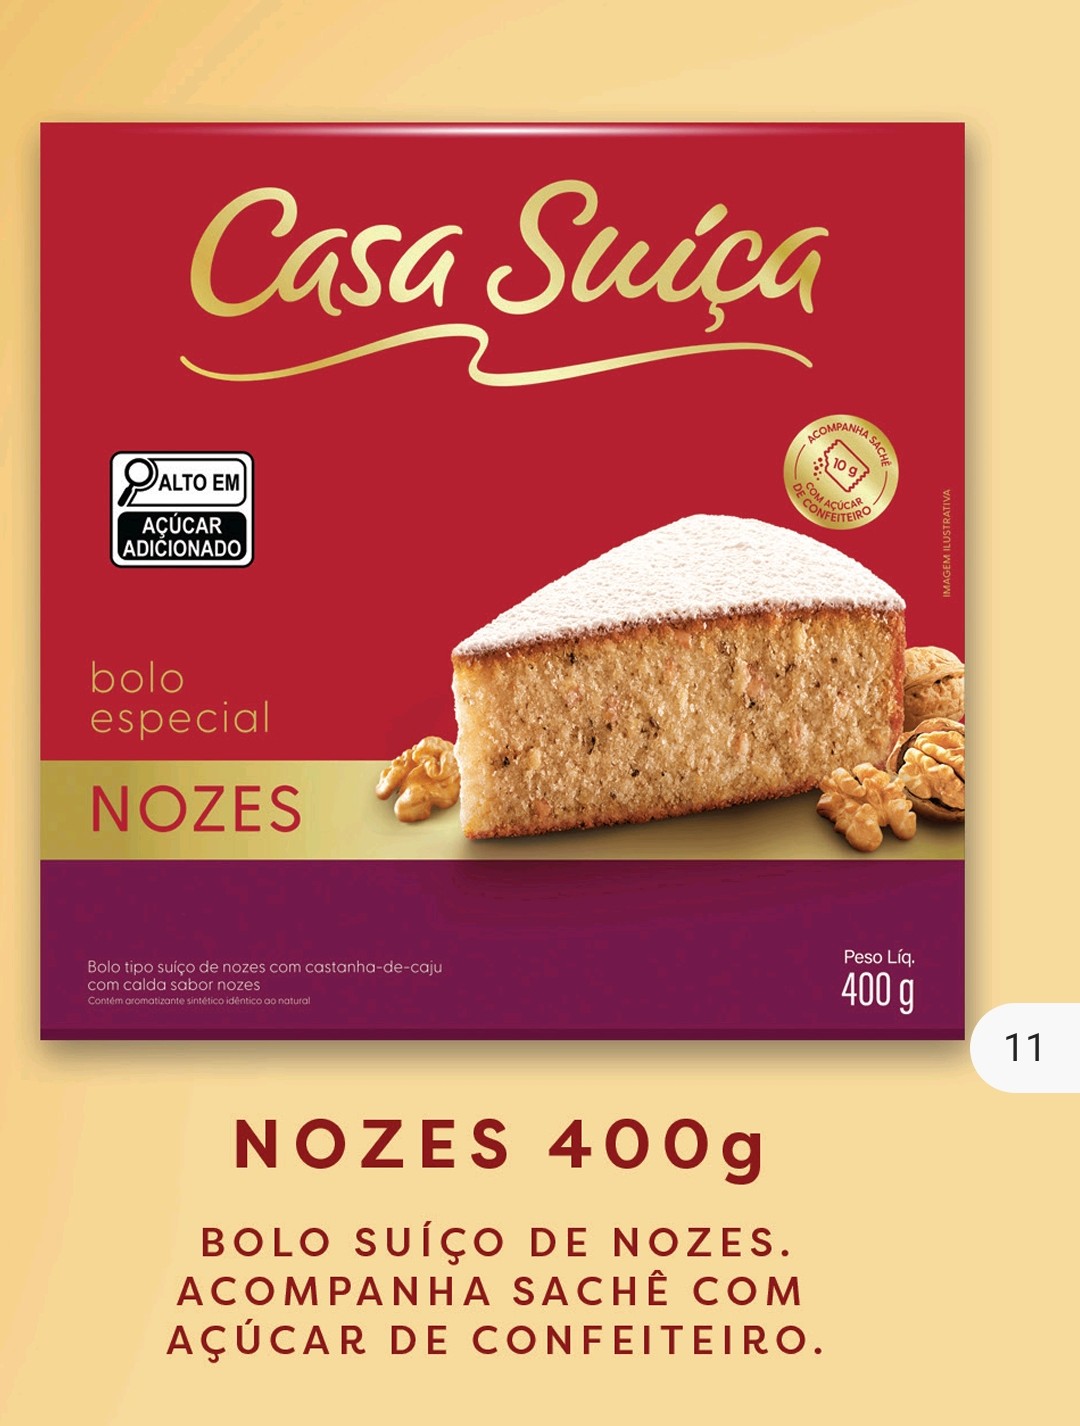 Casa Suíça
ACOMPANHA SACHÊ
10 g
COM AÇÚCAR
DE CONFEITEIRO
ALTO EM
AÇÚCAR
ADICIONADO
IMAGEM ILUSTRATIVA
bolo
especial
NOZES
Bolo tipo suíço de nozes com castanha-de-caju
com calda sabor nozes
Contém aromatizante sintético idêntico ao natural
Peso Líq.
400 g
11
NOZES 400g
BOLO SUÍÇO DE NOZES.
ACOMPANHA SACHÊ COM
AÇÚCAR DE CONFEITEIRO.